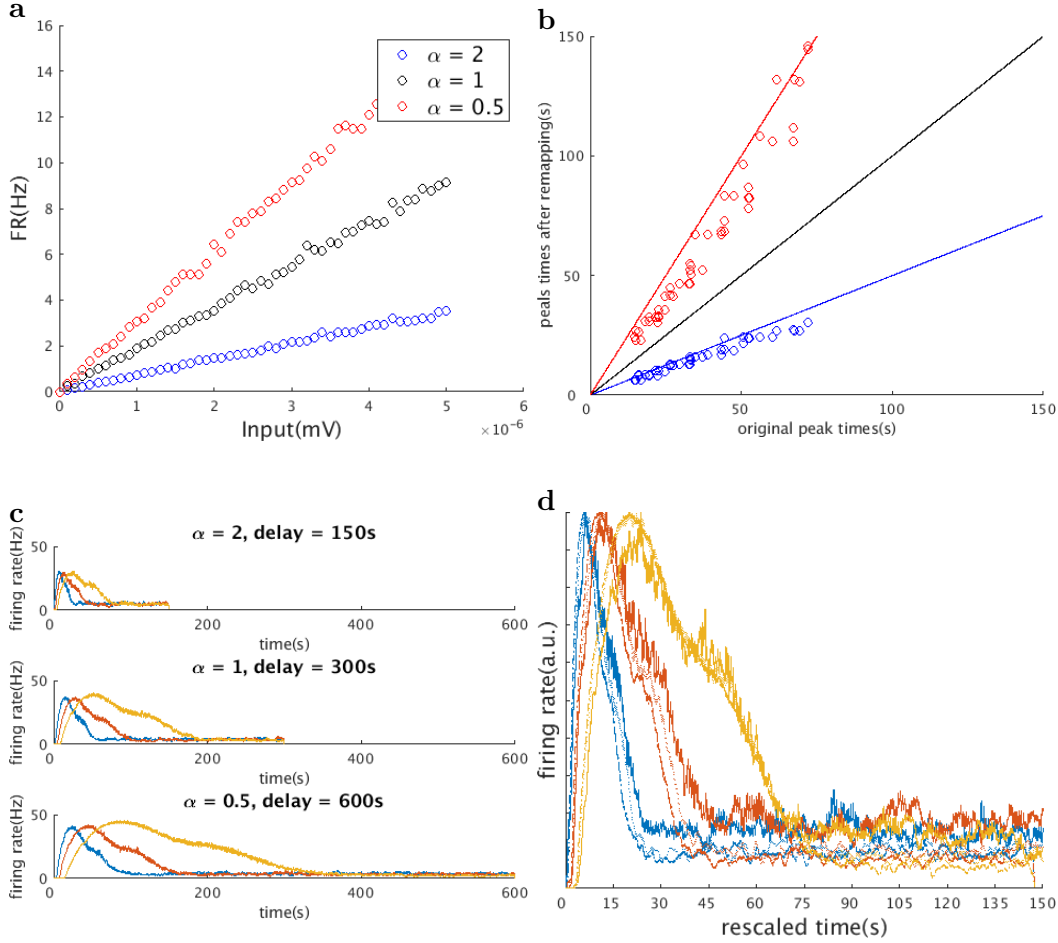 a
16
14
12
10
8
6
4
2
0
FR(Hz)
α = 2
α = 1
α = 0.5
0 1 2 3 4 5 6
Input(mV)
×10⁻⁶
b
150
100
50
0
peals times after remapping(s)
0 50 100 150
original peak times(s)
c
α = 2, delay = 150s
50
0
firing rate(Hz)
200 400 600
time(s)
α = 1, delay = 300s
50
0
firing rate(Hz)
200 400 600
time(s)
α = 0.5, delay = 600s
50
0
firing rate(Hz)
0 200 400 600
time(s)
d
firing rate(a.u.)
0 15 30 45 60 75 90 105 120 135 150
rescaled time(s)